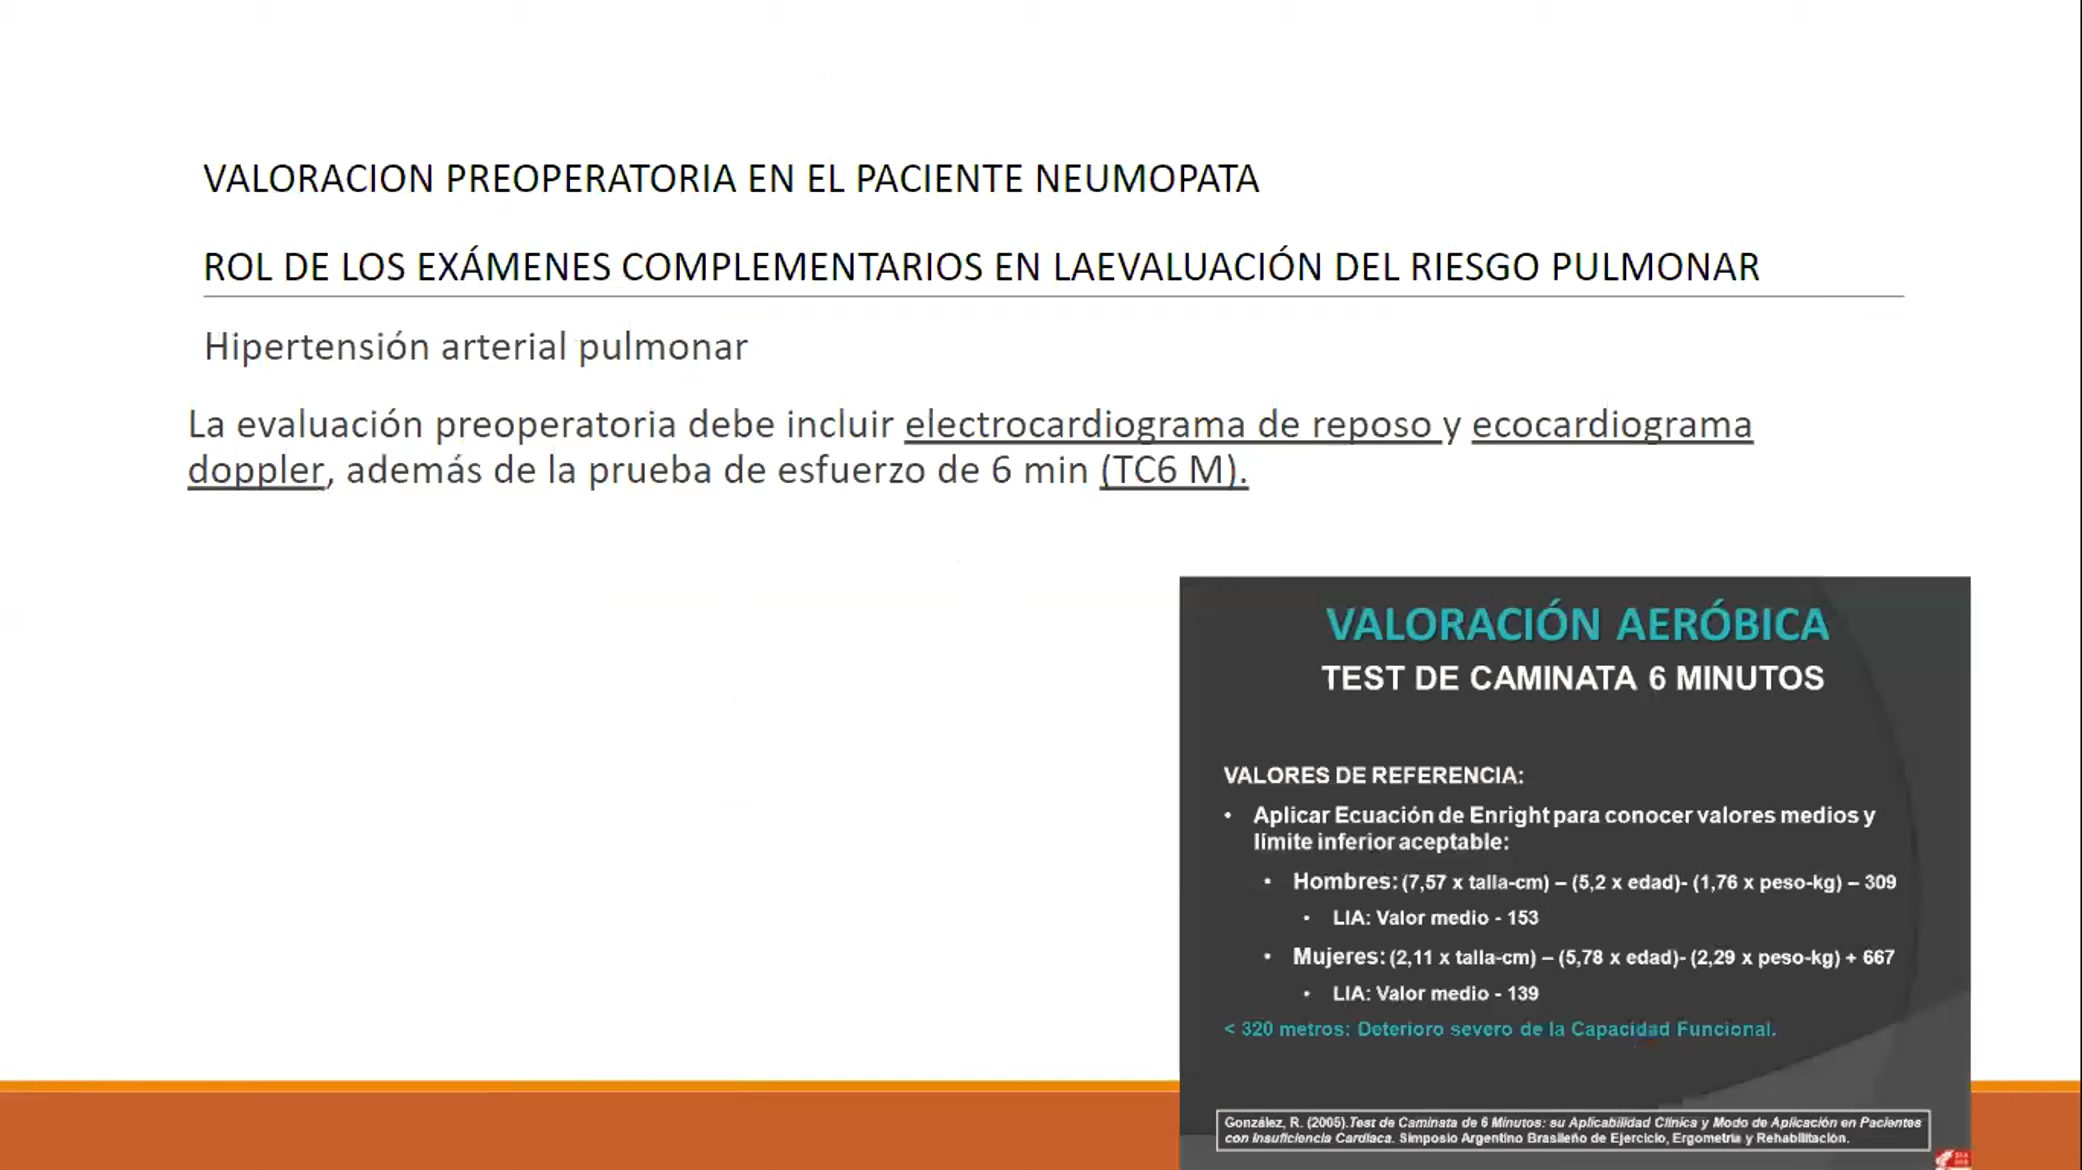 VALORACION PREOPERATORIA EN EL PACIENTE NEUMOPATA
ROL DE LOS EXÁMENES COMPLEMENTARIOS EN LAEVALUACIÓN DEL RIESGO PULMONAR
Hipertensión arterial pulmonar
La evaluación preoperatoria debe incluir electrocardiograma de reposo y ecocardiograma
doppler, además de la prueba de esfuerzo de 6 min (TC6 M).
VALORACIÓN AERÓBICA
TEST DE CAMINATA 6 MINUTOS
VALORES DE REFERENCIA:
• Aplicar Ecuación de Enright para conocer valores medios y
límite inferior aceptable:
• Hombres: (7,57 x talla-cm) – (5,2 x edad)- (1,76 x peso-kg) – 309
• LIA: Valor medio - 153
• Mujeres: (2,11 x talla-cm) – (5,78 x edad)- (2,29 x peso-kg) + 667
• LIA: Valor medio - 139
< 320 metros: Deterioro severo de la Capacidad Funcional.
González, R. (2005).Test de Caminata de 6 Minutos: su Aplicabilidad Clínica y Modo de Aplicación en Pacientes
con Insuficiencia Cardíaca. Simposio Argentino Brasileño de Ejercicio, Ergometría y Rehabilitación.